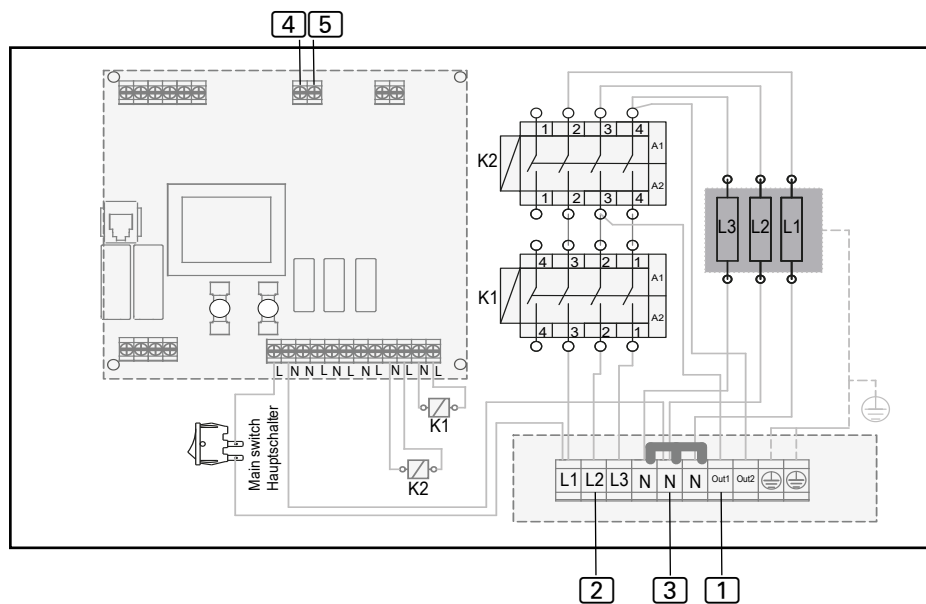 4 5
1 2 3 4
A1
K2
A2
1 2 3 4
L3 L2 L1
4 3 2 1
A1
K1
A2
4 3 2 1
L N N L N L N L N L N L
K1
Main switch
Hauptschalter
K2
L1 L2 L3 N N N Out1 Out2
2 3 1